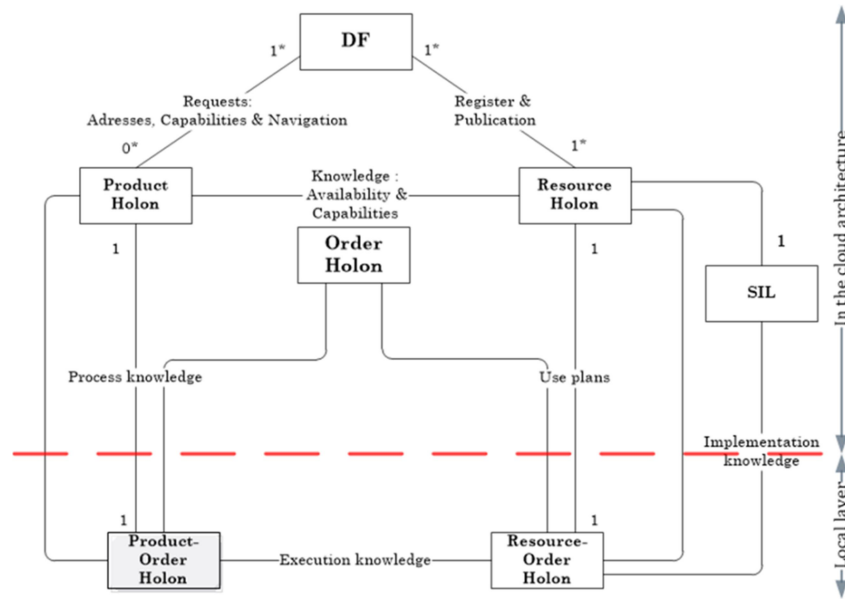 DF
1*
1*
Requests:
Adresses, Capabilities & Navigation
Register &
Publication
0*
1*
Product
Holon
Knowledge :
Availability &
Capabilities
Resource
Holon
Order
Holon
1
1
1
SIL
Process knowledge
Use plans
Implementation
knowledge
1
1
Product-
Order
Holon
Execution knowledge
Resource-
Order
Holon
In the cloud architecture
Local layer